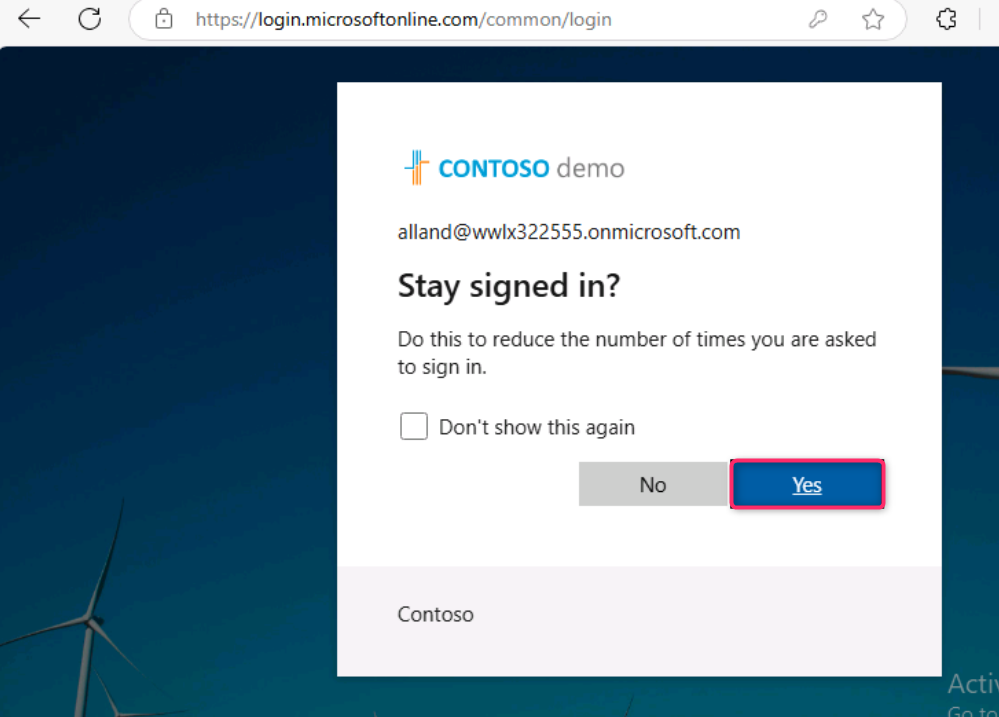 https://login.microsoftonline.com/common/login
CONTOSO demo
alland@wwlx322555.onmicrosoft.com
Stay signed in?
Do this to reduce the number of times you are asked
to sign in.
Don't show this again
No
Yes
Contoso
Activ
Go to